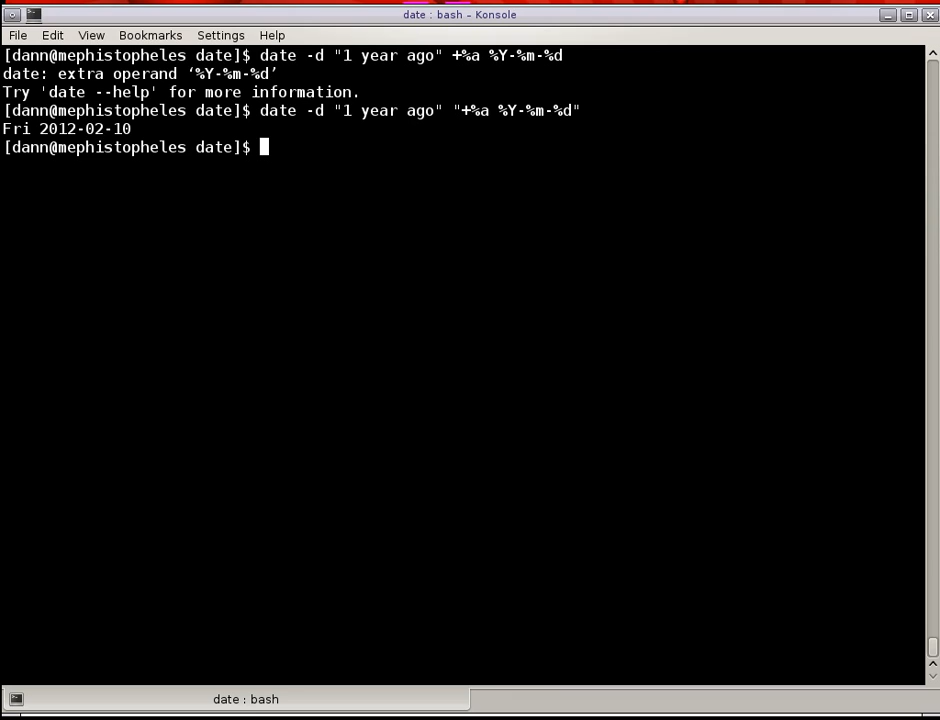 date : bash – Konsole
File Edit View Bookmarks Settings Help
[dann@mephistopheles date]$ date -d "1 year ago" +%a %Y-%m-%d
date: extra operand ‘%Y-%m-%d’
Try 'date --help' for more information.
[dann@mephistopheles date]$ date -d "1 year ago" "+%a %Y-%m-%d"
Fri 2012-02-10
[dann@mephistopheles date]$
date : bash